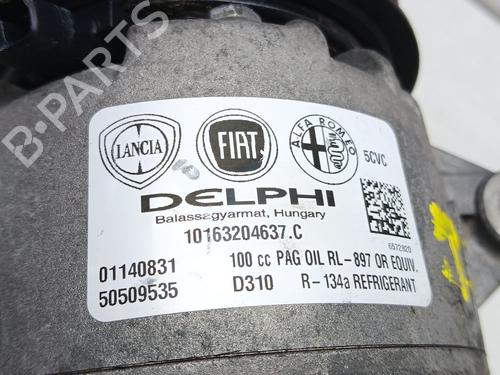 B-PARTS
LANCIA
FIAT
ALFA ROMEO
5CVC
DELPHI
Balassagyarmat, Hungary
10163204637.C
6572820
01140831 100 cc PAG OIL RL-897 OR EQUIV.
50509535 D310 R-134a REFRIGERANT